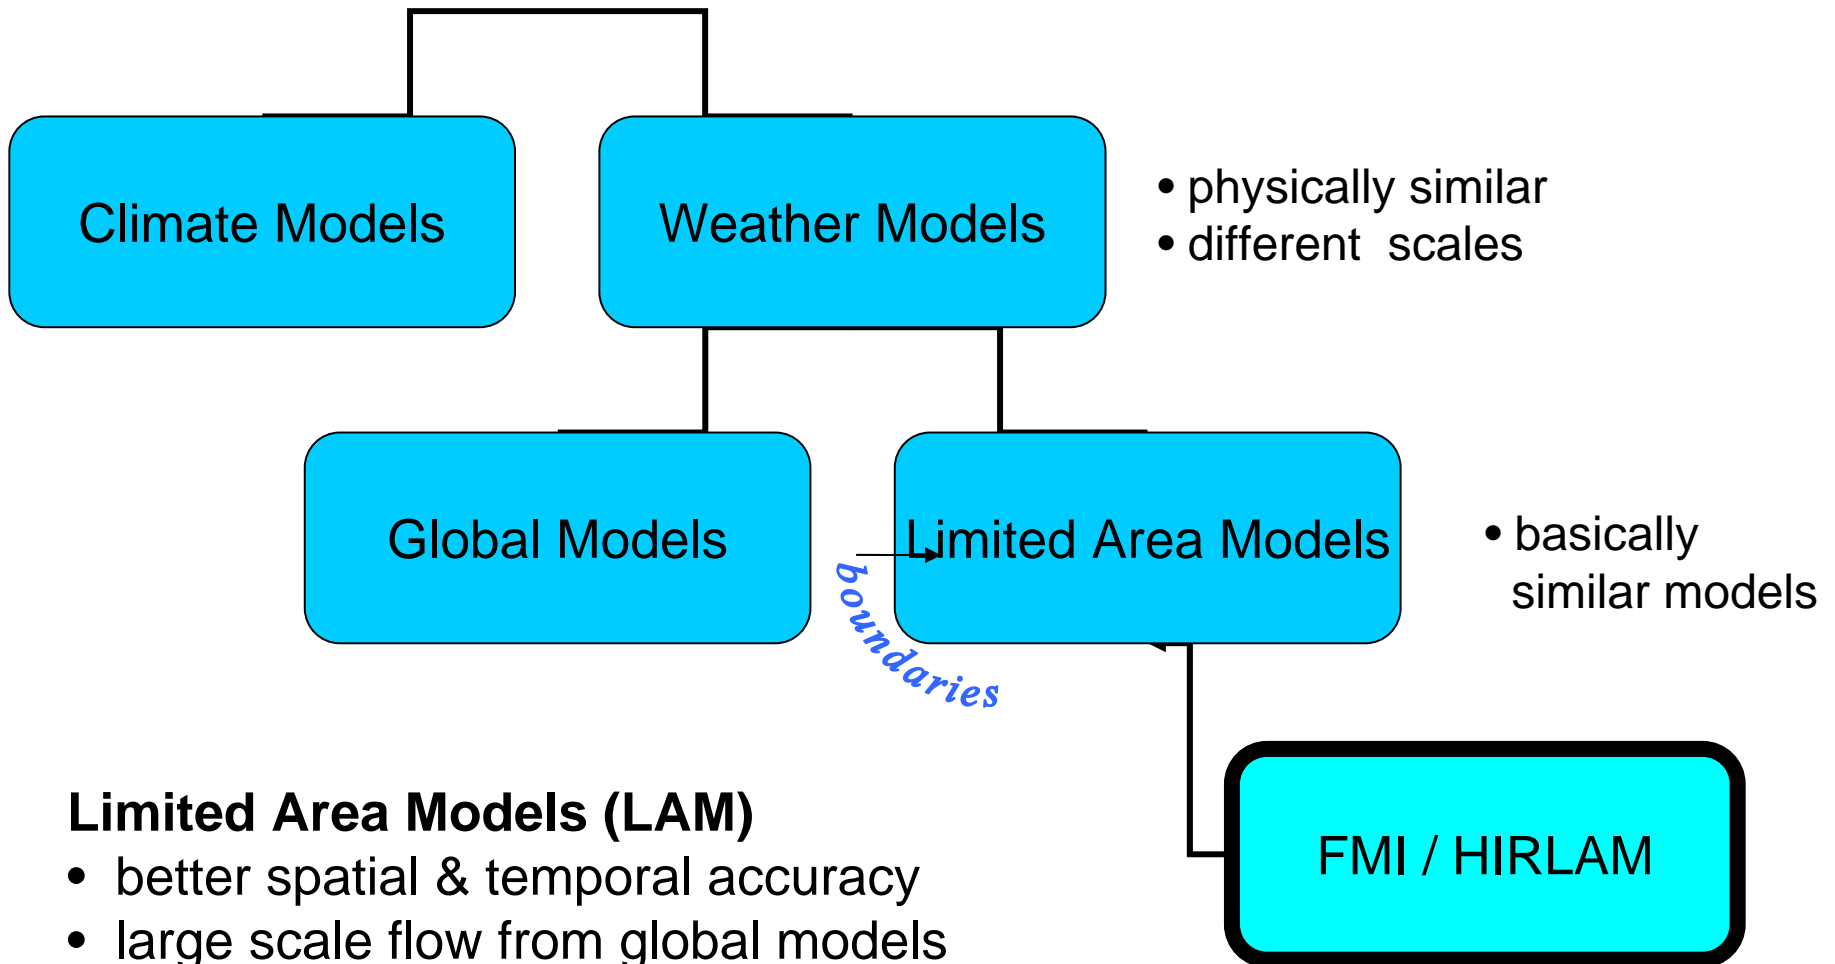 Climate Models
Weather Models
• physically similar
• different scales
Global Models
Limited Area Models
• basically
similar models
boundaries
Limited Area Models (LAM)
• better spatial & temporal accuracy
• large scale flow from global models
FMI / HIRLAM